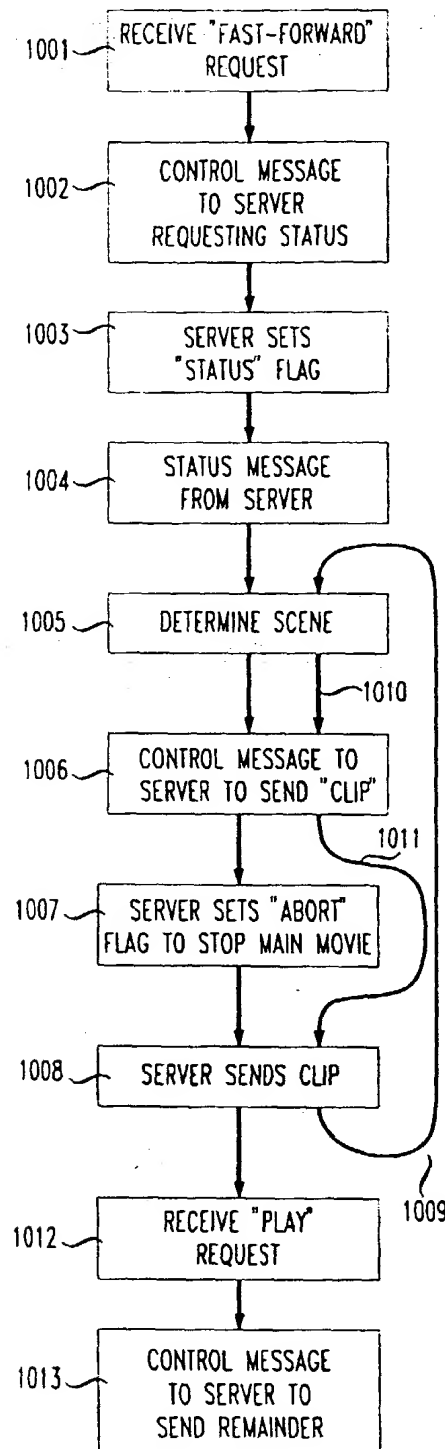 1001
RECEIVE "FAST-FORWARD"
REQUEST
1002
CONTROL MESSAGE
TO SERVER
REQUESTING STATUS
1003
SERVER SETS
"STATUS" FLAG
1004
STATUS MESSAGE
FROM SERVER
1005
DETERMINE SCENE
1010
1006
CONTROL MESSAGE TO
SERVER TO SEND "CLIP"
1011
1007
SERVER SETS "ABORT"
FLAG TO STOP MAIN MOVIE
1008
SERVER SENDS CLIP
1009
1012
RECEIVE "PLAY"
REQUEST
1013
CONTROL MESSAGE
TO SERVER TO
SEND REMAINDER